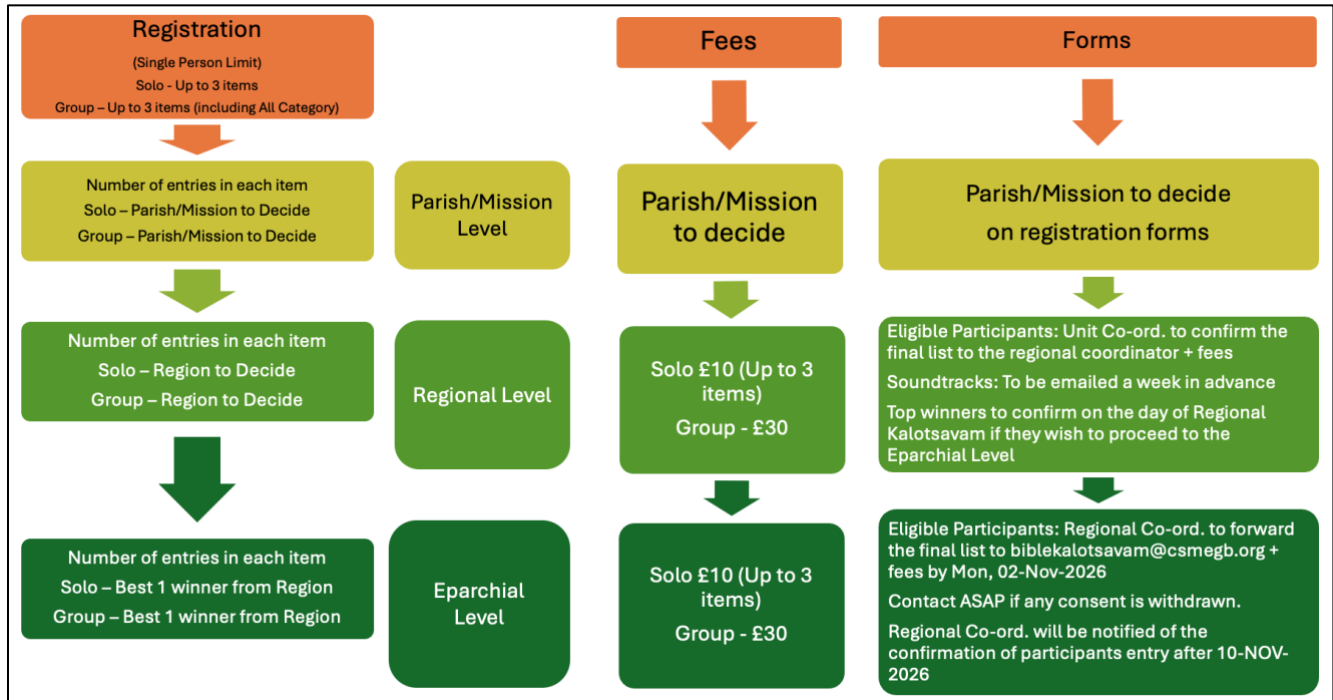 Registration
(Single Person Limit)
Solo - Up to 3 items
Group – Up to 3 items (including All Category)
Number of entries in each item
Solo – Parish/Mission to Decide
Group – Parish/Mission to Decide
Number of entries in each item
Solo – Region to Decide
Group – Region to Decide
Number of entries in each item
Solo – Best 1 winner from Region
Group – Best 1 winner from Region
Parish/Mission
Level
Regional Level
Eparchial
Level
Fees
Parish/Mission
to decide
Solo £10 (Up to 3
items)
Group - £30
Solo £10 (Up to 3
items)
Group - £30
Forms
Parish/Mission to decide
on registration forms
Eligible Participants: Unit Co-ord. to confirm the
final list to the regional coordinator + fees
Soundtracks: To be emailed a week in advance
Top winners to confirm on the day of Regional
Kalotsavam if they wish to proceed to the
Eparchial Level
Eligible Participants: Regional Co-ord. to forward
the final list to biblekalotsavam@csmegb.org +
fees by Mon, 02-Nov-2026
Contact ASAP if any consent is withdrawn.
Regional Co-ord. will be notified of the
confirmation of participants entry after 10-NOV-
2026